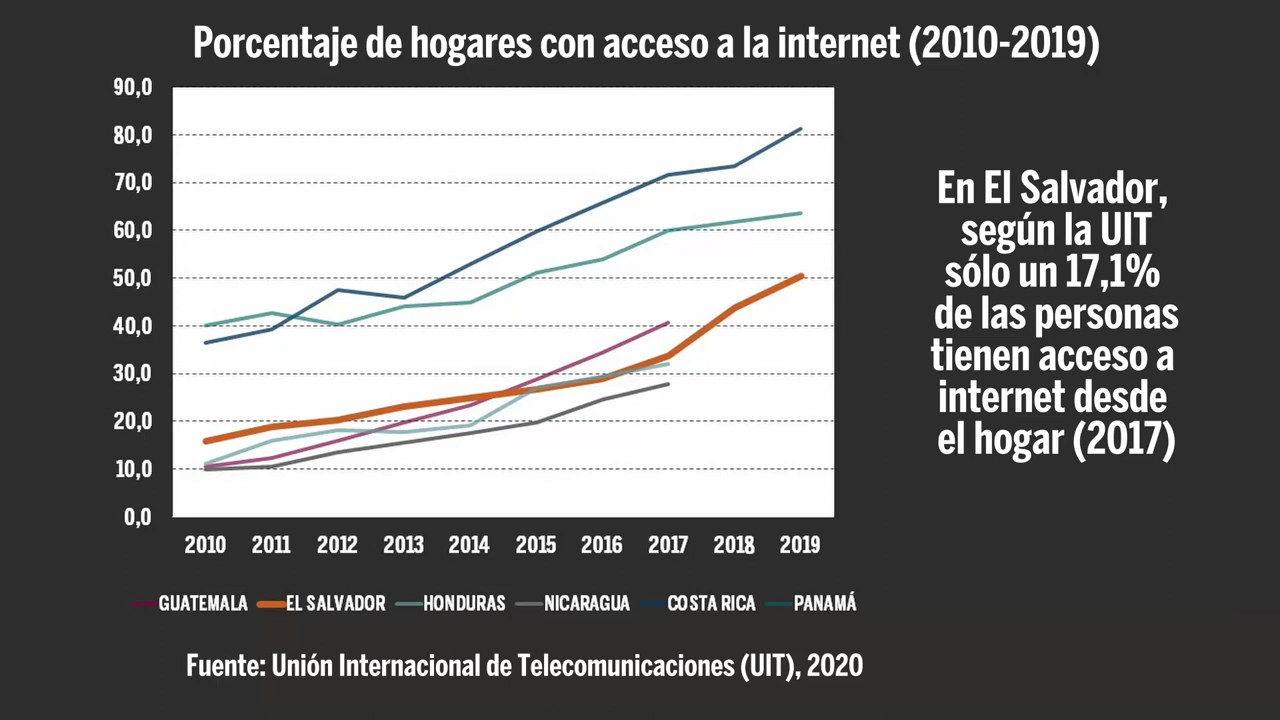 Porcentaje de hogares con acceso a la internet (2010-2019)
90,0
80,0
70,0
60,0
50,0
40,0
30,0
20,0
10,0
0,0
2010 2011 2012 2013 2014 2015 2016 2017 2018 2019
GUATEMALA EL SALVADOR HONDURAS NICARAGUA COSTA RICA PANAMÁ
Fuente: Unión Internacional de Telecomunicaciones (UIT), 2020
En El Salvador,
según la UIT
sólo un 17,1%
de las personas
tienen acceso a
internet desde
el hogar (2017)